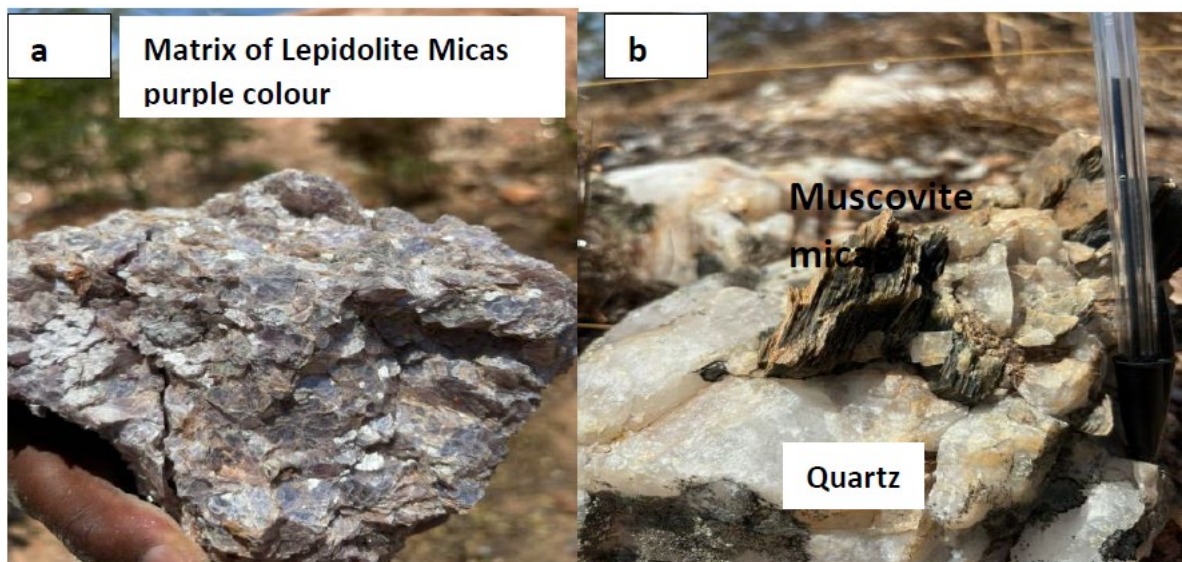 a
Matrix of Lepidolite Micas
purple colour
b
Muscovite
micas
Quartz